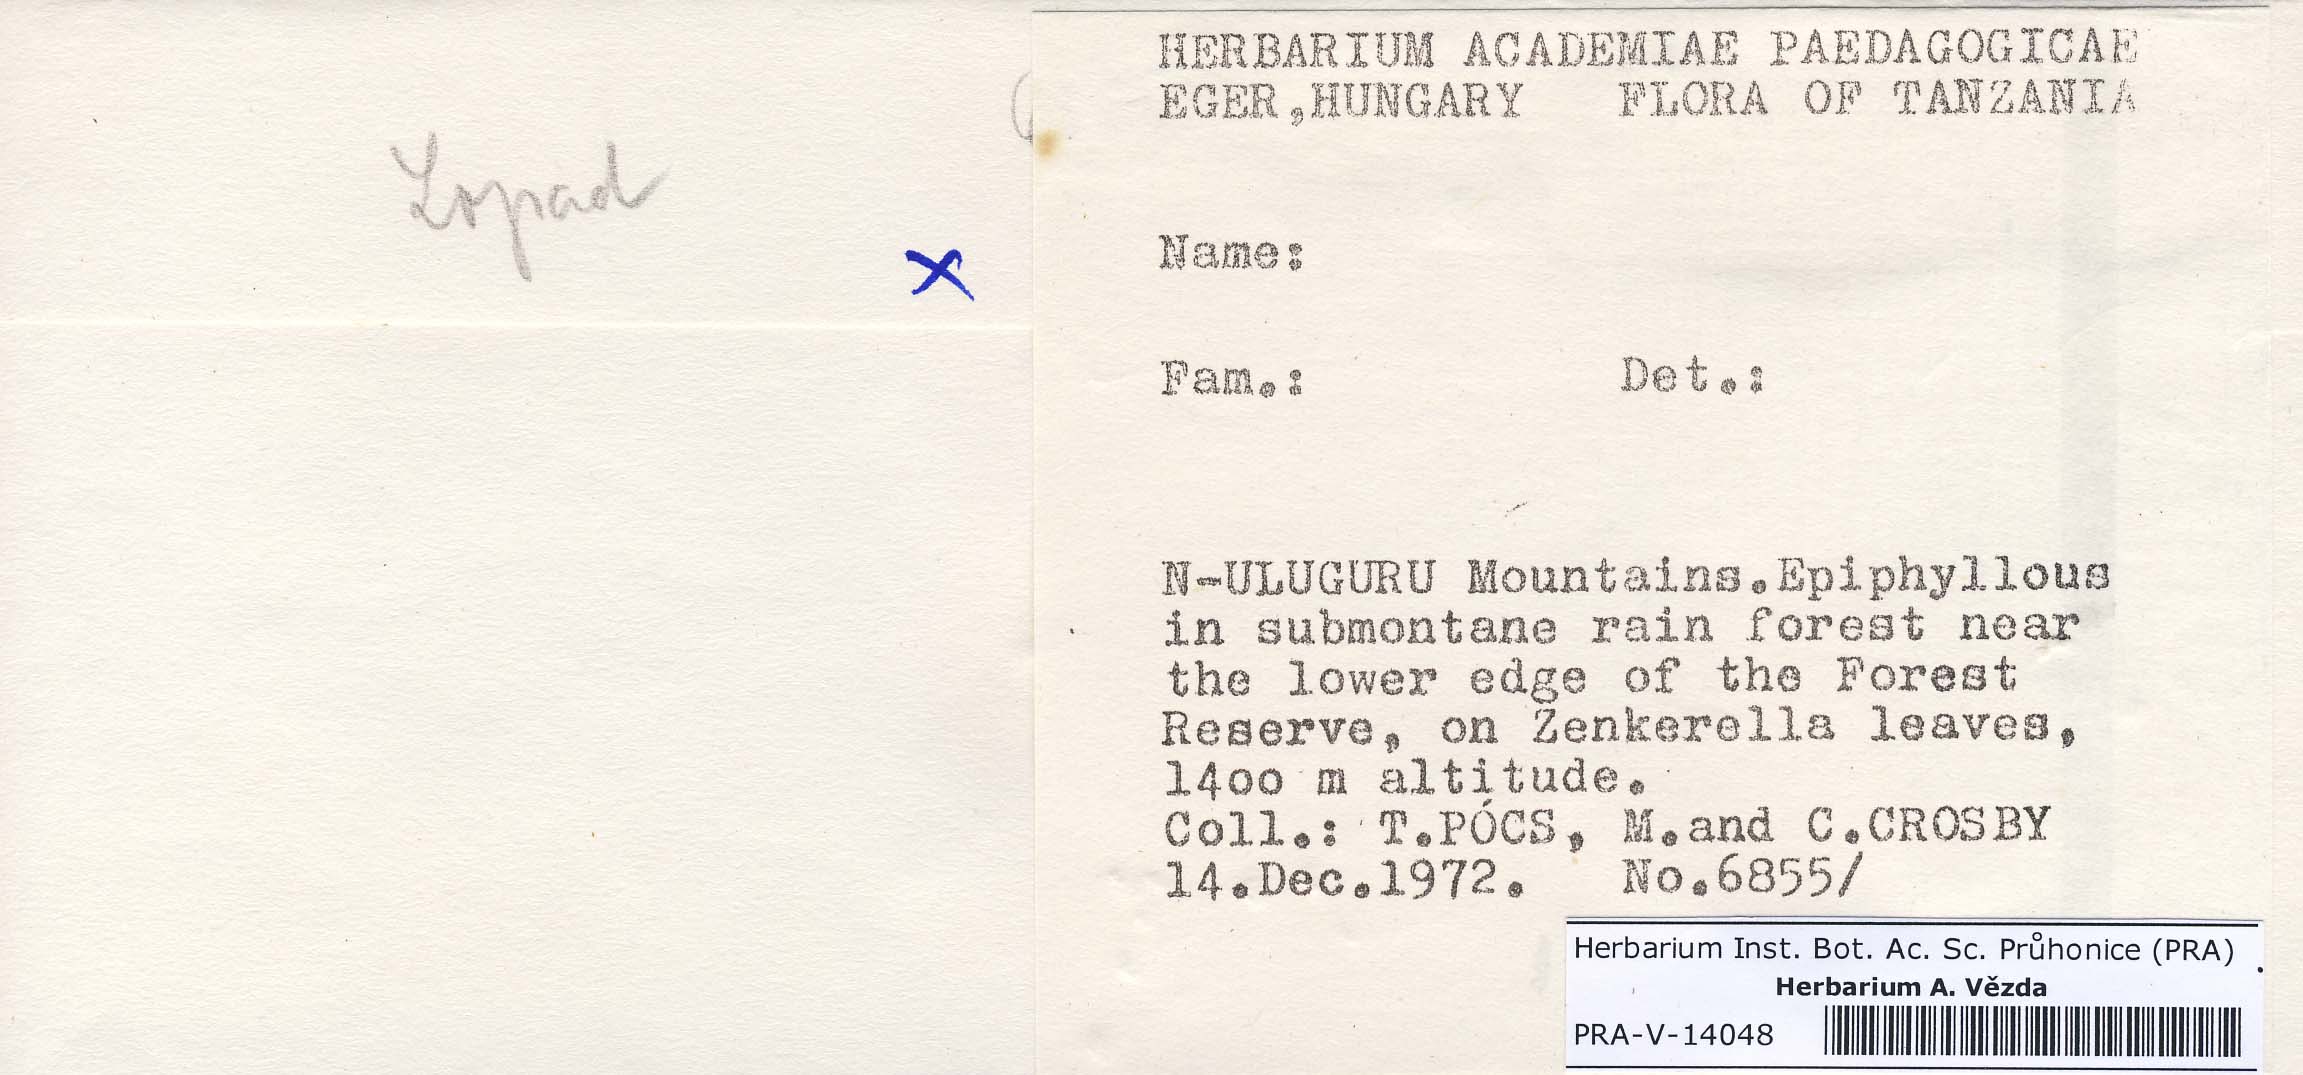 Lopad
x
HERBARIUM ACADEMIAE PAEDAGOGICAE
EGER,HUNGARY FLORA OF TANZANIA
Name:
Fam.: Det.:
N-ULUGURU Mountains.Epiphyllous
in submontane rain forest near
the lower edge of the Forest
Reserve, on Zenkerella leaves,
14oo m altitude.
Coll.: T.PÓCS, M.and C.CROSBY
14.Dec.1972. No.6855/
Herbarium Inst. Bot. Ac. Sc. Průhonice (PRA)
Herbarium A. Vězda
PRA-V-14048